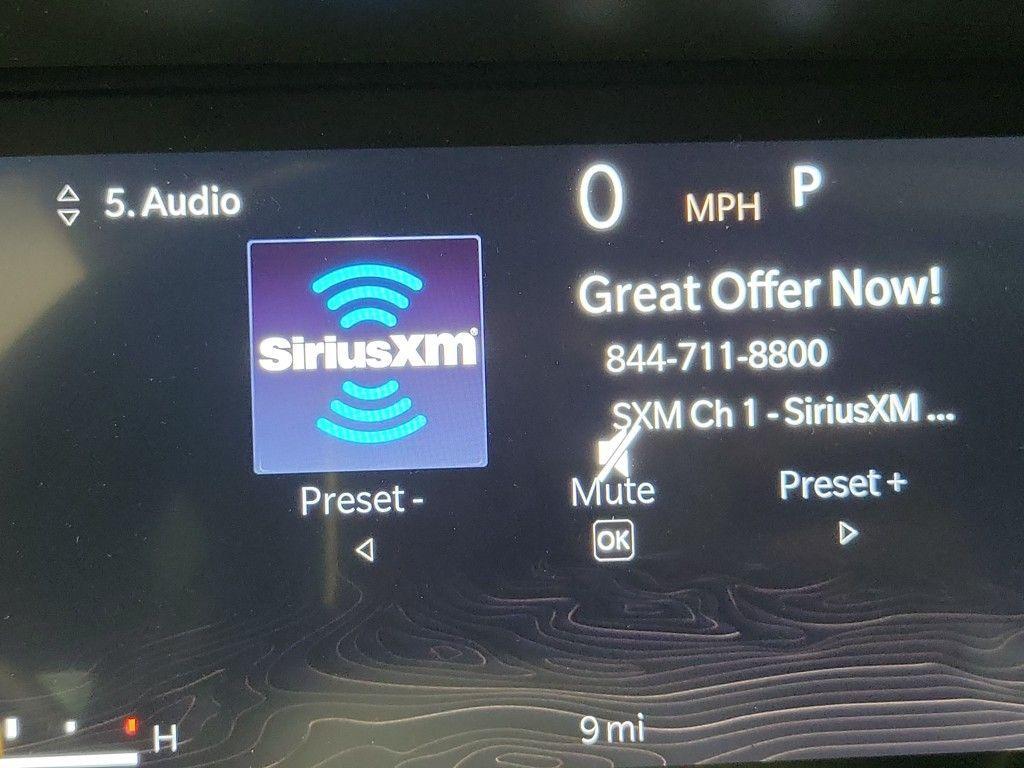 5. Audio
0 MPH P
SiriusXM
Great Offer Now!
844-711-8800
SXM Ch 1 - SiriusXM ...
Preset -
Mute
Preset +
OK
H
9 mi